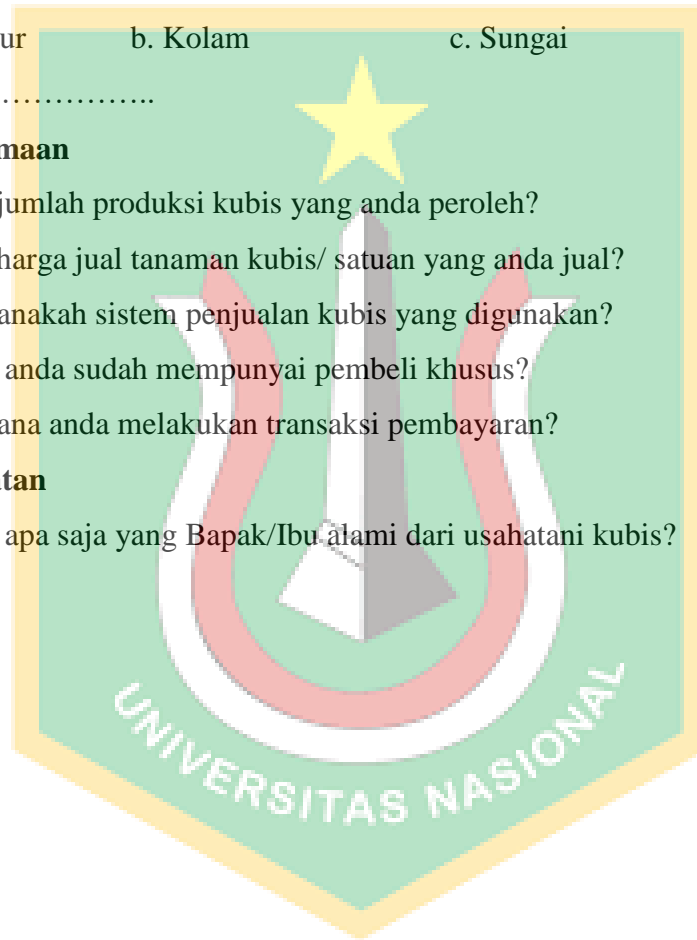 ur b. Kolam c. Sungai
……………..
maan
jumlah produksi kubis yang anda peroleh?
harga jual tanaman kubis/ satuan yang anda jual?
anakah sistem penjualan kubis yang digunakan?
anda sudah mempunyai pembeli khusus?
ana anda melakukan transaksi pembayaran?
tan
apa saja yang Bapak/Ibu alami dari usahatani kubis?
UNIVERSITAS NASIONAL